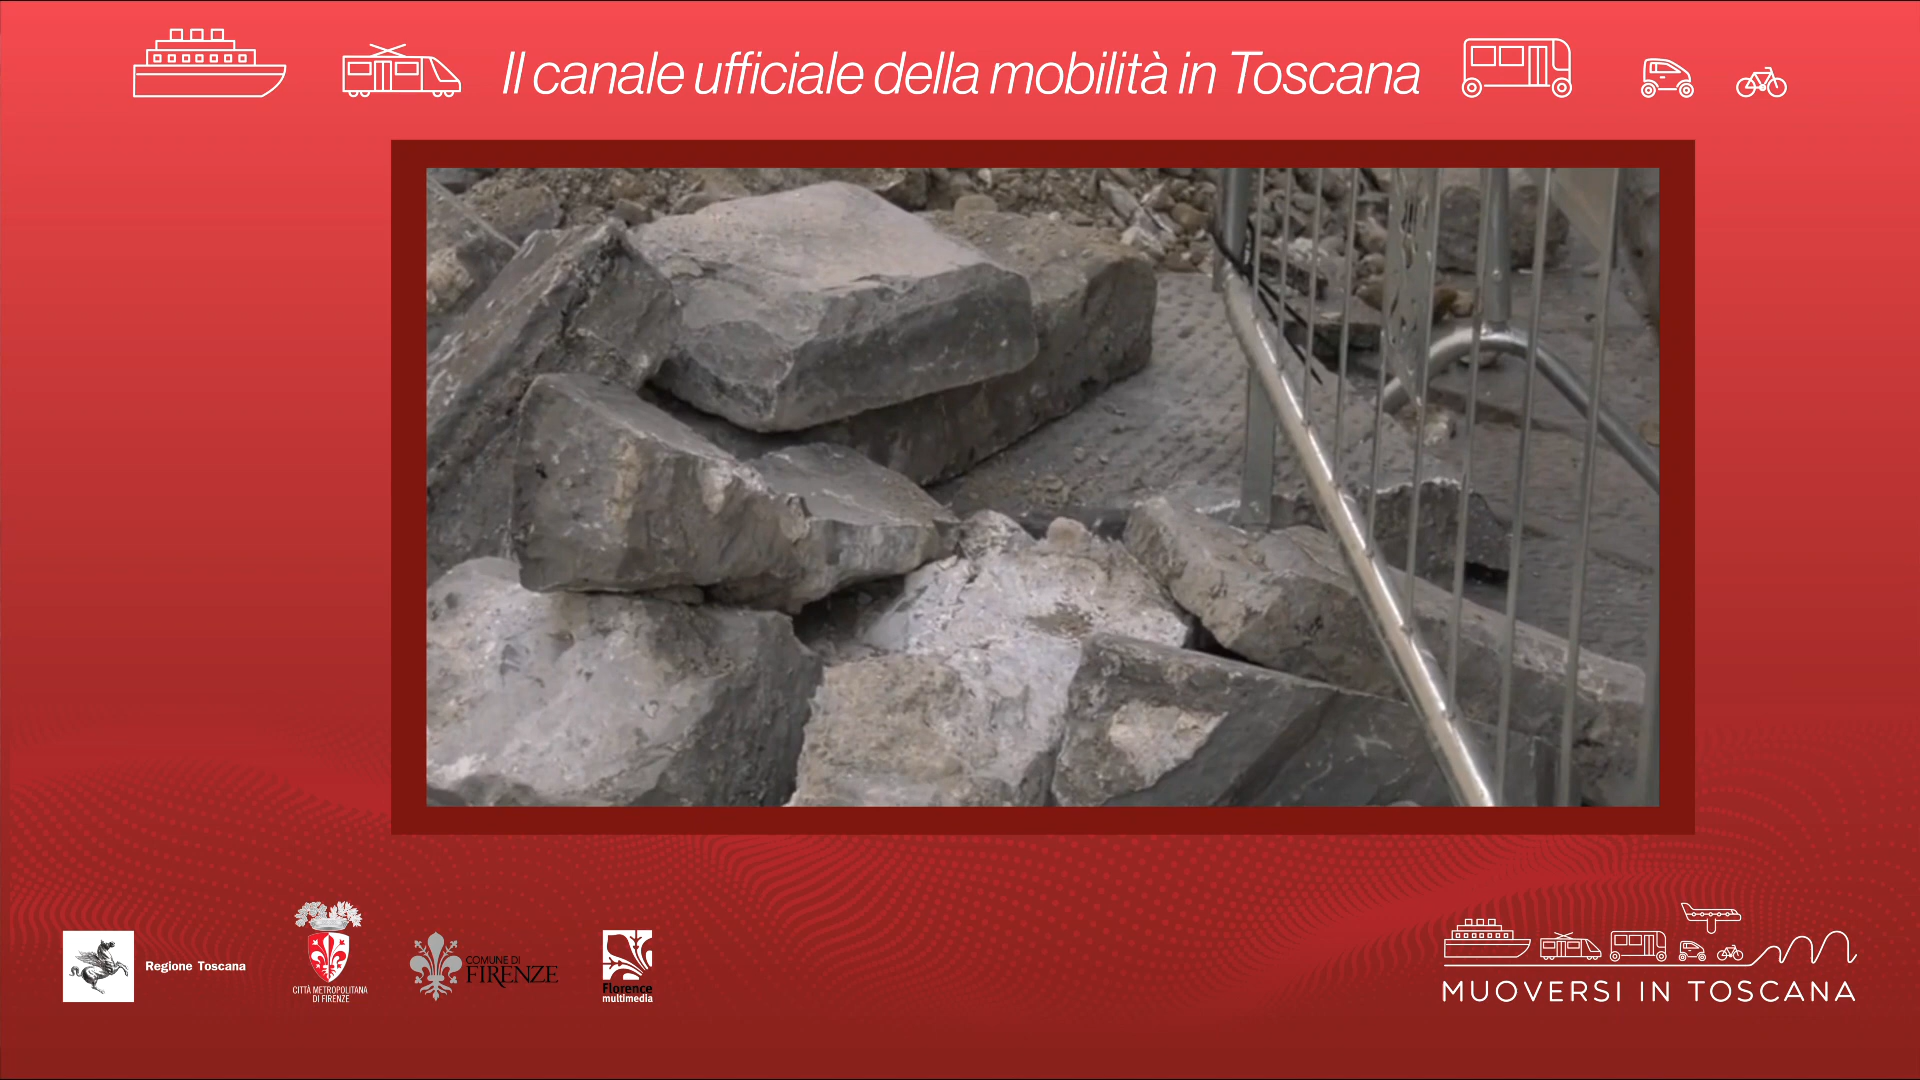 Il canale ufficiale della mobilità in Toscana
Regione Toscana
CITTÀ METROPOLITANA
DI FIRENZE
COMUNE DI
FIRENZE
Florence
multimedia
MUOVERSI IN TOSCANA